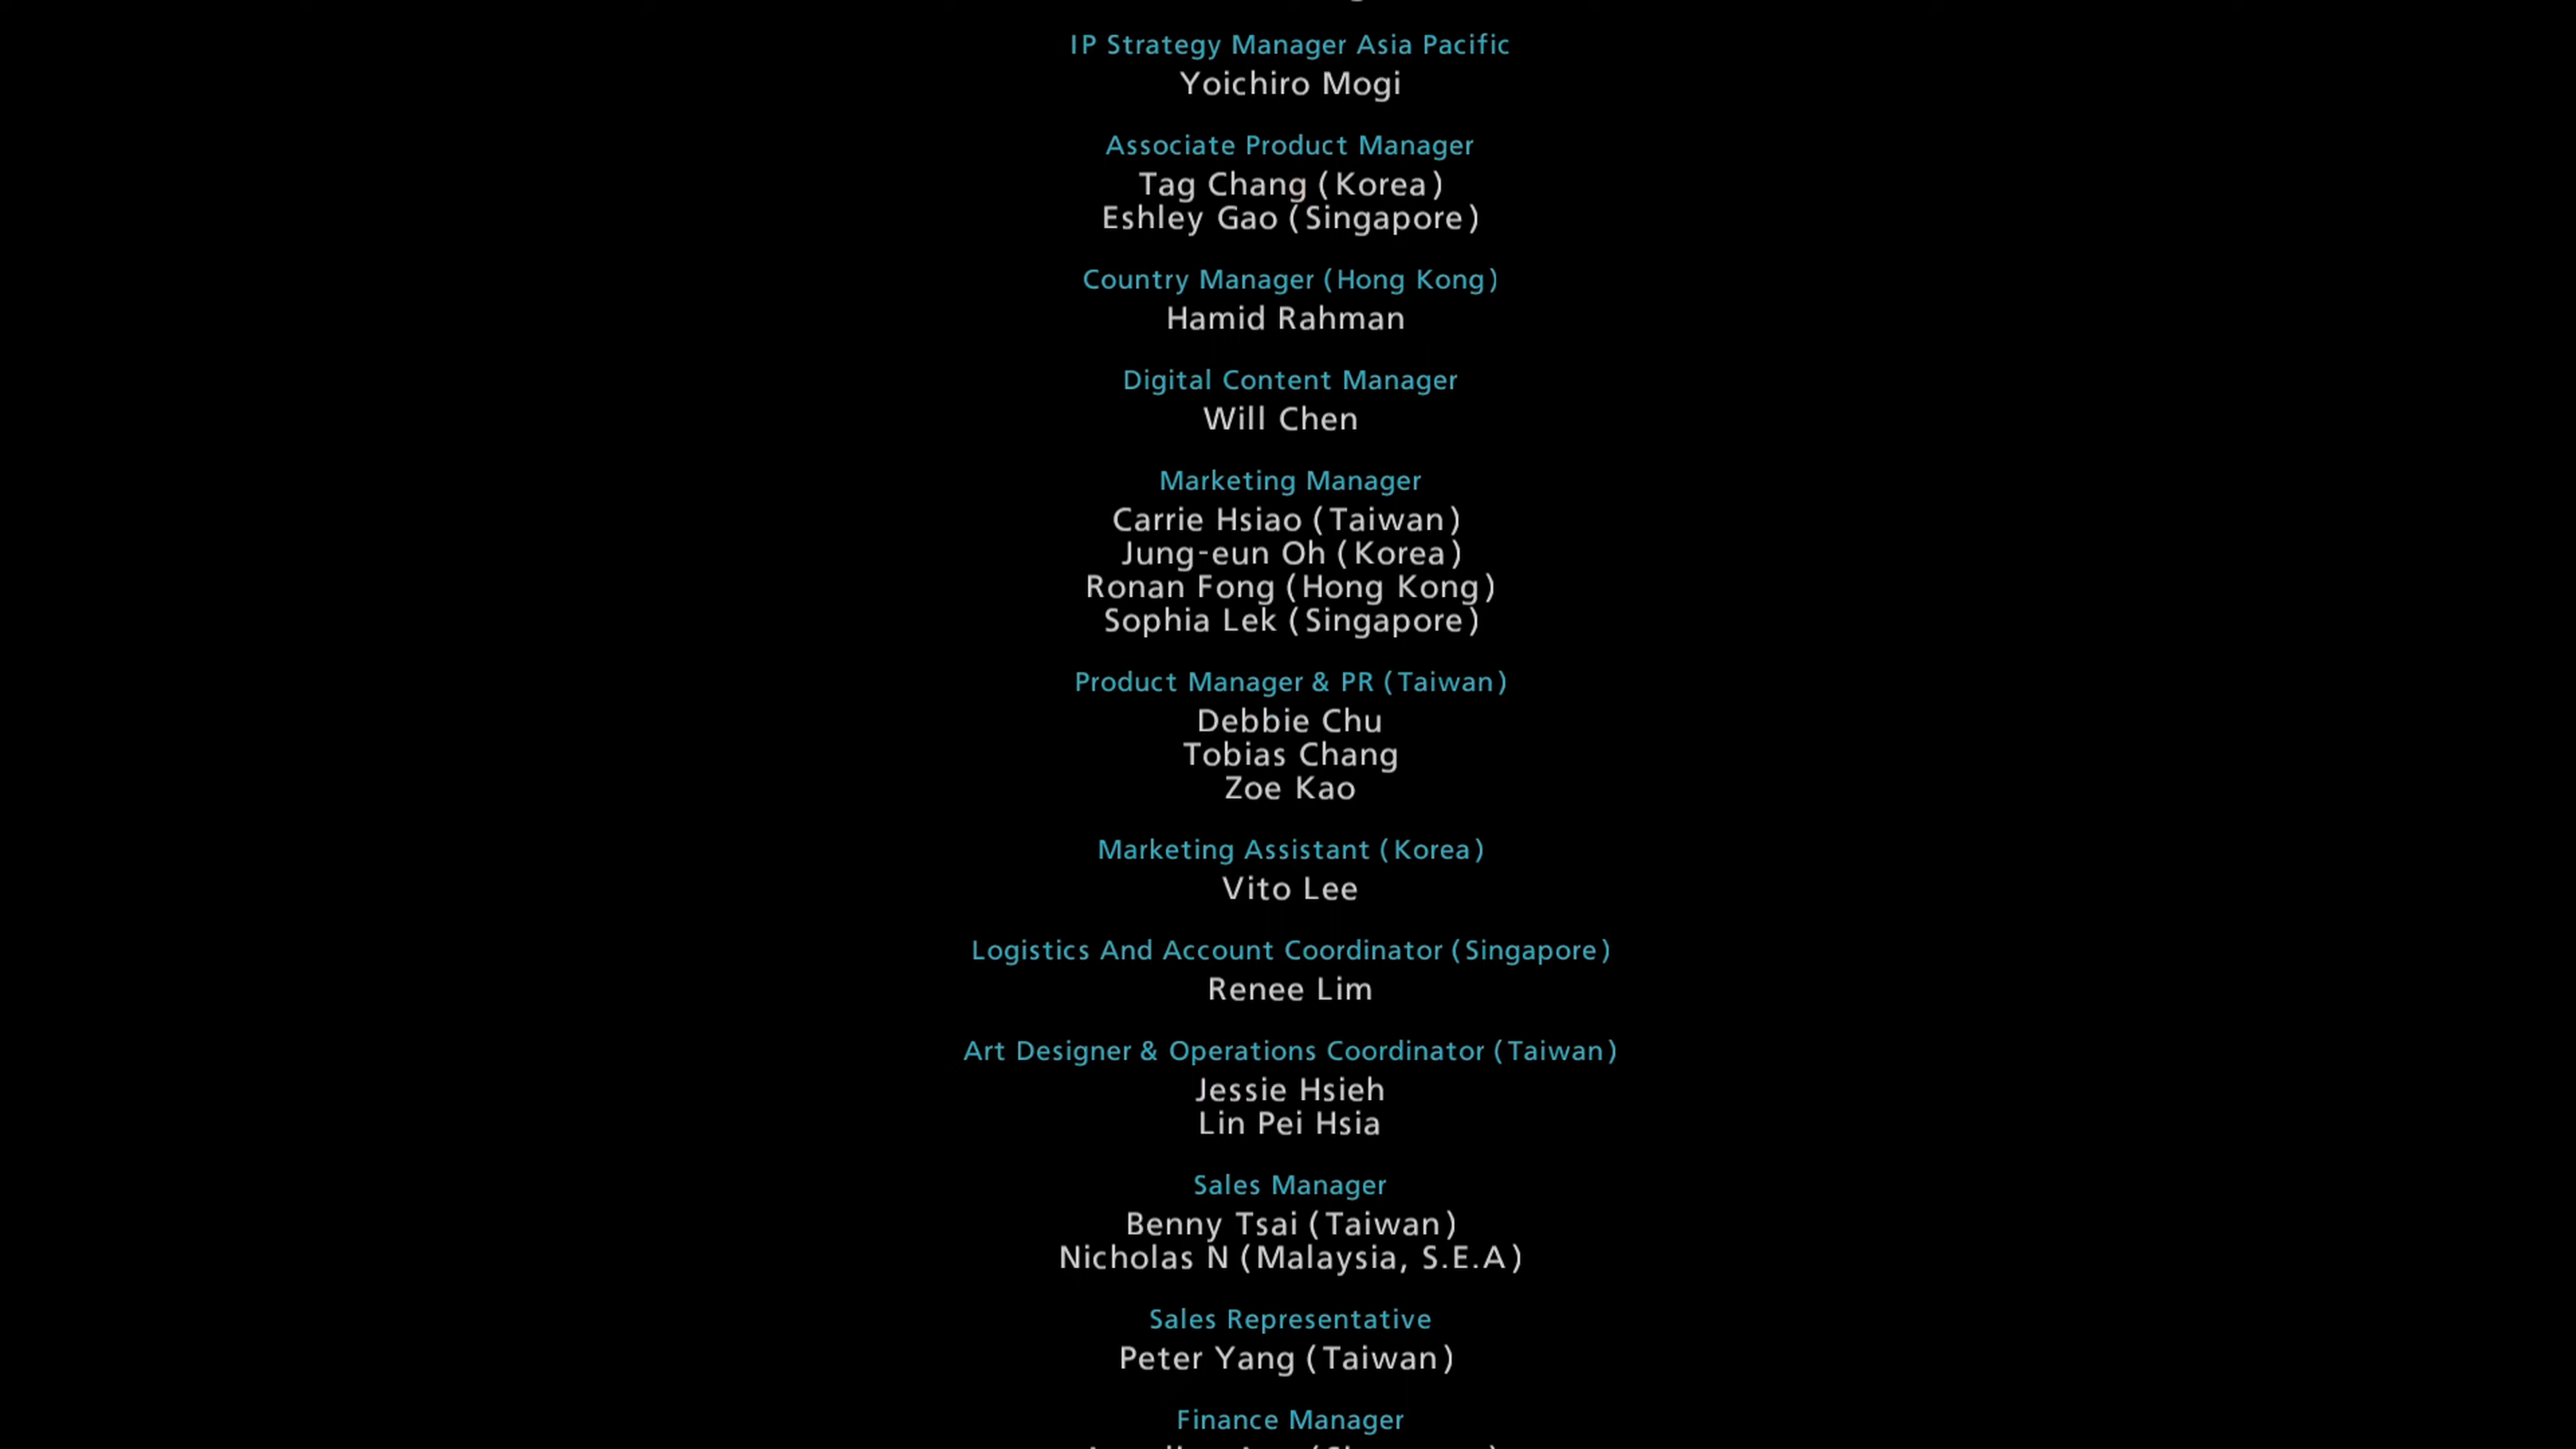 IP Strategy Manager Asia Pacific
Yoichiro Mogi
Associate Product Manager
Tag Chang (Korea)
Eshley Gao (Singapore)
Country Manager (Hong Kong)
Hamid Rahman
Digital Content Manager
Will Chen
Marketing Manager
Carrie Hsiao (Taiwan)
Jung-eun Oh (Korea)
Ronan Fong (Hong Kong)
Sophia Lek (Singapore)
Product Manager & PR (Taiwan)
Debbie Chu
Tobias Chang
Zoe Kao
Marketing Assistant (Korea)
Vito Lee
Logistics And Account Coordinator (Singapore)
Renee Lim
Art Designer & Operations Coordinator (Taiwan)
Jessie Hsieh
Lin Pei Hsia
Sales Manager
Benny Tsai (Taiwan)
Nicholas N (Malaysia, S.E.A)
Sales Representative
Peter Yang (Taiwan)
Finance Manager